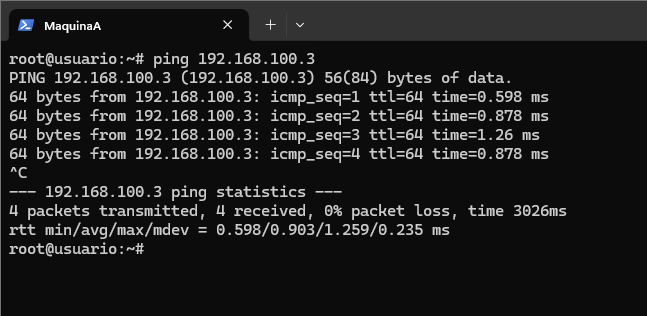 MaquinaA
root@usuario:~# ping 192.168.100.3
PING 192.168.100.3 (192.168.100.3) 56(84) bytes of data.
64 bytes from 192.168.100.3: icmp_seq=1 ttl=64 time=0.598 ms
64 bytes from 192.168.100.3: icmp_seq=2 ttl=64 time=0.878 ms
64 bytes from 192.168.100.3: icmp_seq=3 ttl=64 time=1.26 ms
64 bytes from 192.168.100.3: icmp_seq=4 ttl=64 time=0.878 ms
^C
--- 192.168.100.3 ping statistics ---
4 packets transmitted, 4 received, 0% packet loss, time 3026ms
rtt min/avg/max/mdev = 0.598/0.903/1.259/0.235 ms
root@usuario:~#